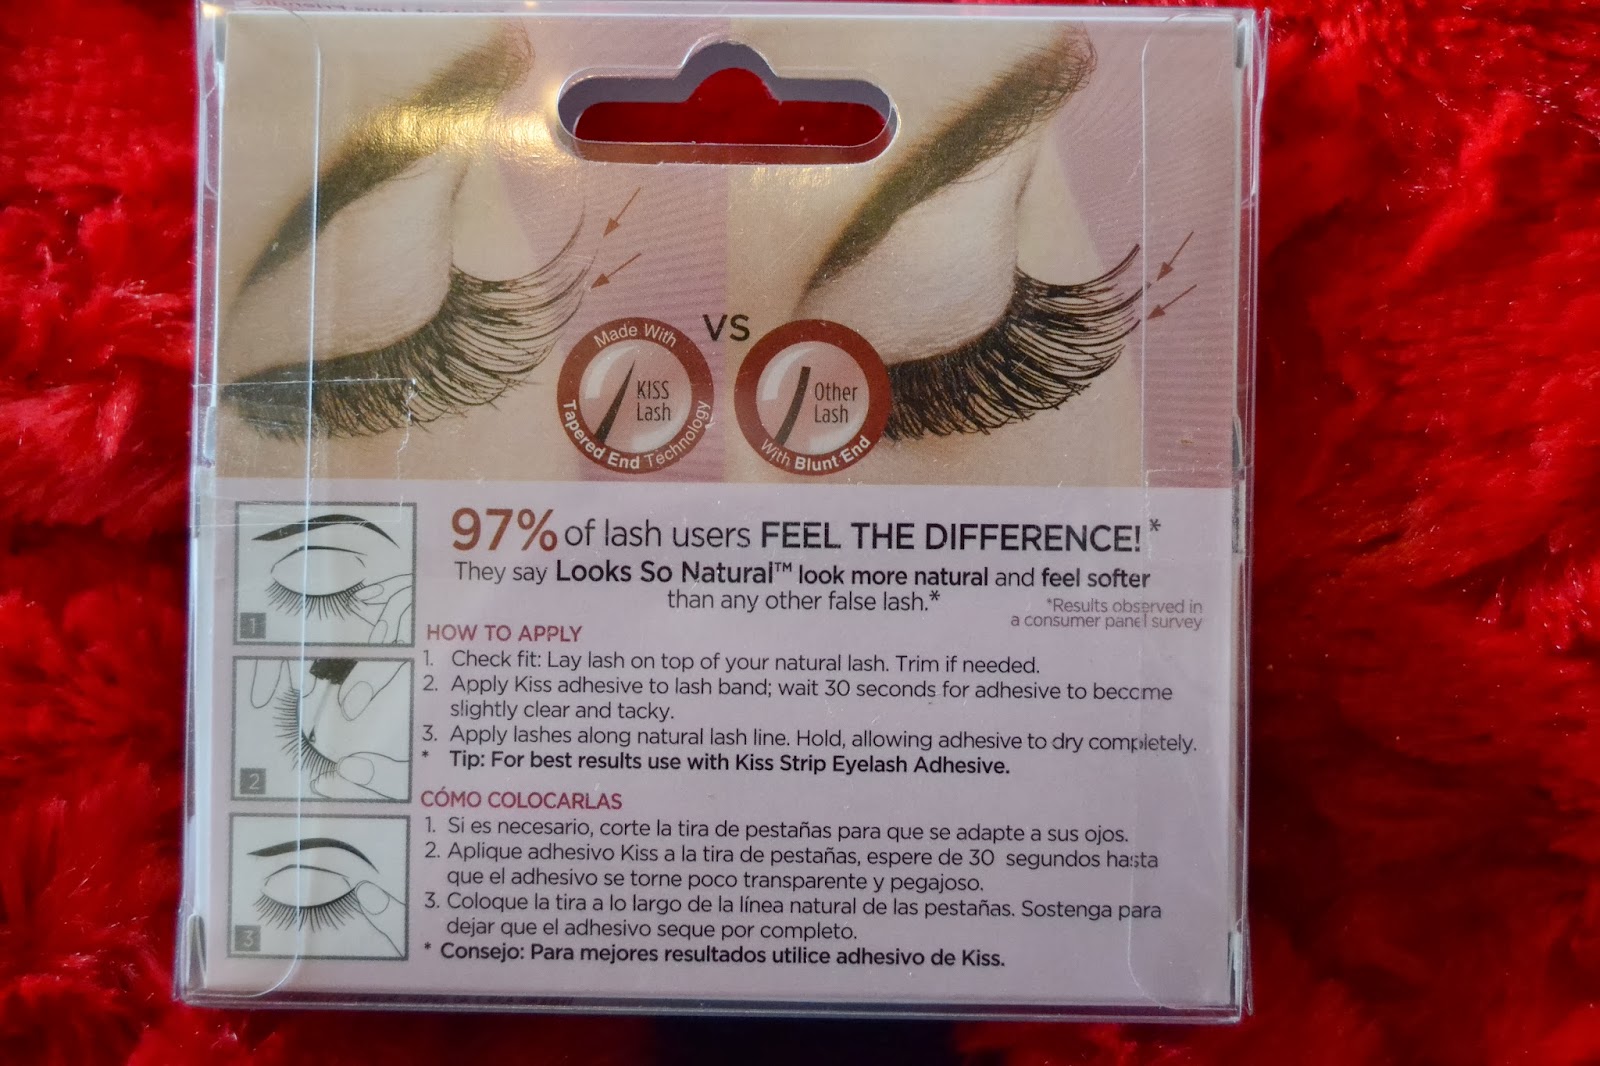 Made With
KISS
Lash
Tapered End Technology
VS
Other
Lash
With Blunt End
97% of lash users FEEL THE DIFFERENCE!*
They say Looks So Natural™ look more natural and feel softer
than any other false lash.*
*Results observed in
a consumer panel survey
1
2
3
HOW TO APPLY
1. Check fit: Lay lash on top of your natural lash. Trim if needed.
2. Apply Kiss adhesive to lash band; wait 30 seconds for adhesive to become
slightly clear and tacky.
3. Apply lashes along natural lash line. Hold, allowing adhesive to dry completely.
* Tip: For best results use with Kiss Strip Eyelash Adhesive.
CÓMO COLOCARLAS
1. Si es necesario, corte la tira de pestañas para que se adapte a sus ojos.
2. Aplique adhesivo Kiss a la tira de pestañas, espere de 30 segundos hasta
que el adhesivo se torne poco transparente y pegajoso.
3. Coloque la tira a lo largo de la línea natural de las pestañas. Sostenga para
dejar que el adhesivo seque por completo.
* Consejo: Para mejores resultados utilice adhesivo de Kiss.